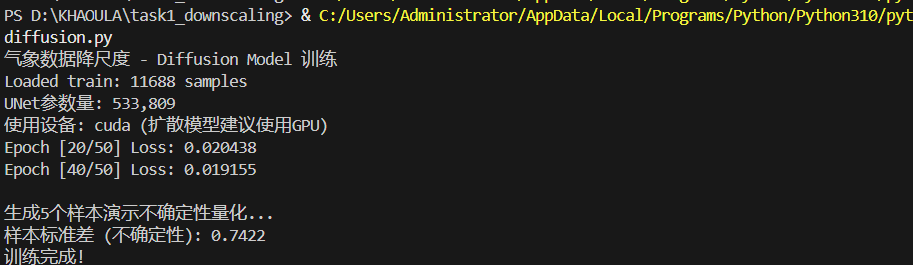 PS D:\KHAOULA\task1_downscaling> & C:/Users/Administrator/AppData/Local/Programs/Python/Python310/pyt
diffusion.py
气象数据降尺度 - Diffusion Model 训练
Loaded train: 11688 samples
UNet参数量: 533,809
使用设备: cuda (扩散模型建议使用GPU)
Epoch [20/50] Loss: 0.020438
Epoch [40/50] Loss: 0.019155
生成5个样本演示不确定性量化...
样本标准差 (不确定性): 0.7422
训练完成!